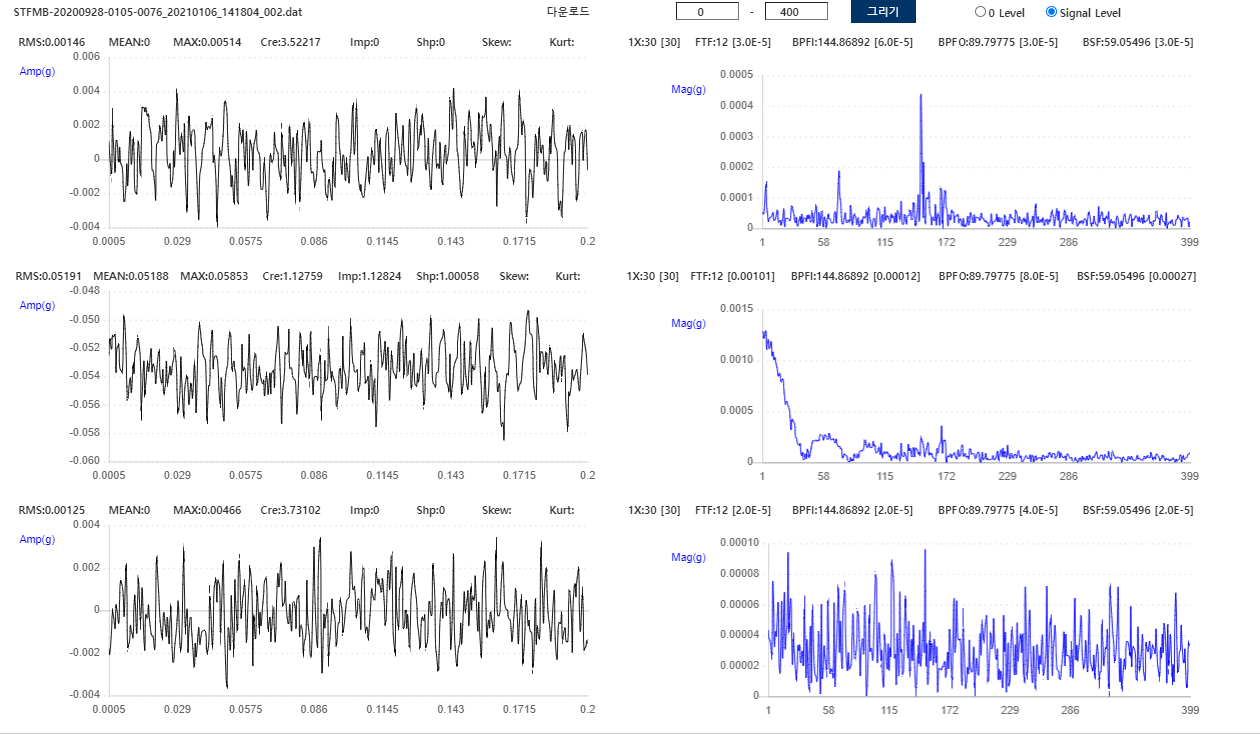 STFMB-20200928-0105-0076_20210106_141804_002.dat 다운로드 0 - 400 그리기 0 Level Signal Level
RMS:0.00146 MEAN:0 MAX:0.00514 Cre:3.52217 Imp:0 Shp:0 Skew: Kurt:
Amp(g)
0.006
0.004
0.002
0
-0.002
-0.004
0.0005 0.029 0.0575 0.086 0.1145 0.143 0.1715 0.2
1X:30 [30] FTF:12 [3.0E-5] BPFI:144.86892 [6.0E-5] BPFO:89.79775 [3.0E-5] BSF:59.05496 [3.0E-5]
Mag(g)
0.0005
0.0004
0.0003
0.0002
0.0001
0
1 58 115 172 229 286 399
RMS:0.05191 MEAN:0.05188 MAX:0.05853 Cre:1.12759 Imp:1.12824 Shp:1.00058 Skew: Kurt:
Amp(g)
-0.048
-0.050
-0.052
-0.054
-0.056
-0.058
-0.060
0.0005 0.029 0.0575 0.086 0.1145 0.143 0.1715 0.2
1X:30 [30] FTF:12 [0.00101] BPFI:144.86892 [0.00012] BPFO:89.79775 [8.0E-5] BSF:59.05496 [0.00027]
Mag(g)
0.0015
0.0010
0.0005
0
1 58 115 172 229 286 399
RMS:0.00125 MEAN:0 MAX:0.00466 Cre:3.73102 Imp:0 Shp:0 Skew: Kurt:
Amp(g)
0.004
0.002
0
-0.002
-0.004
0.0005 0.029 0.0575 0.086 0.1145 0.143 0.1715 0.2
1X:30 [30] FTF:12 [2.0E-5] BPFI:144.86892 [2.0E-5] BPFO:89.79775 [4.0E-5] BSF:59.05496 [2.0E-5]
Mag(g)
0.00010
0.00008
0.00006
0.00004
0.00002
0
1 58 115 172 229 286 399